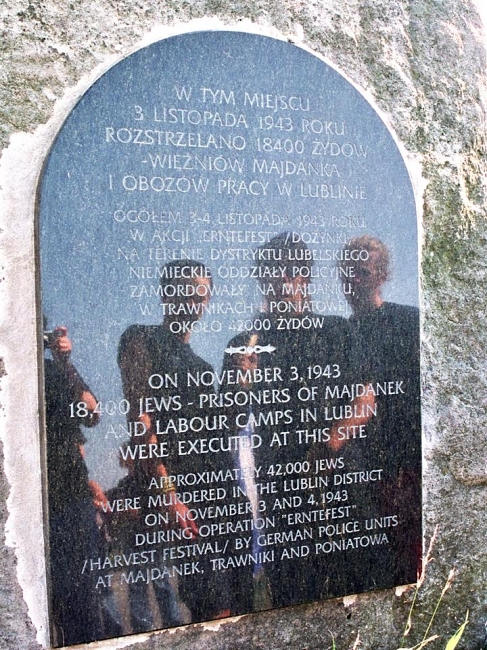 W TYM MIEJSCU
3 LISTOPADA 1943 ROKU
ROZSTRZELANO 18400 ŻYDÓW
-WIĘŹNIÓW MAJDANKA
I OBOZÓW PRACY W LUBLINIE
OGÓŁEM 3-4 LISTOPADA 1943 ROKU
W AKCJI „ERNTEFEST" /DOŻYNKI/
NA TERENIE DYSTRYKTU LUBELSKIEGO
NIEMIECKIE ODDZIAŁY POLICYJNE
ZAMORDOWAŁY NA MAJDANKU,
W TRAWNIKACH I PONIATOWEJ
OKOŁO 42000 ŻYDÓW
ON NOVEMBER 3, 1943
18,400 JEWS - PRISONERS OF MAJDANEK
AND LABOUR CAMPS IN LUBLIN
WERE EXECUTED AT THIS SITE
APPROXIMATELY 42,000 JEWS
WERE MURDERED IN THE LUBLIN DISTRICT
ON NOVEMBER 3 AND 4, 1943
DURING OPERATION "ERNTEFEST"
/HARVEST FESTIVAL/ BY GERMAN POLICE UNITS
AT MAJDANEK, TRAWNIKI AND PONIATOWA